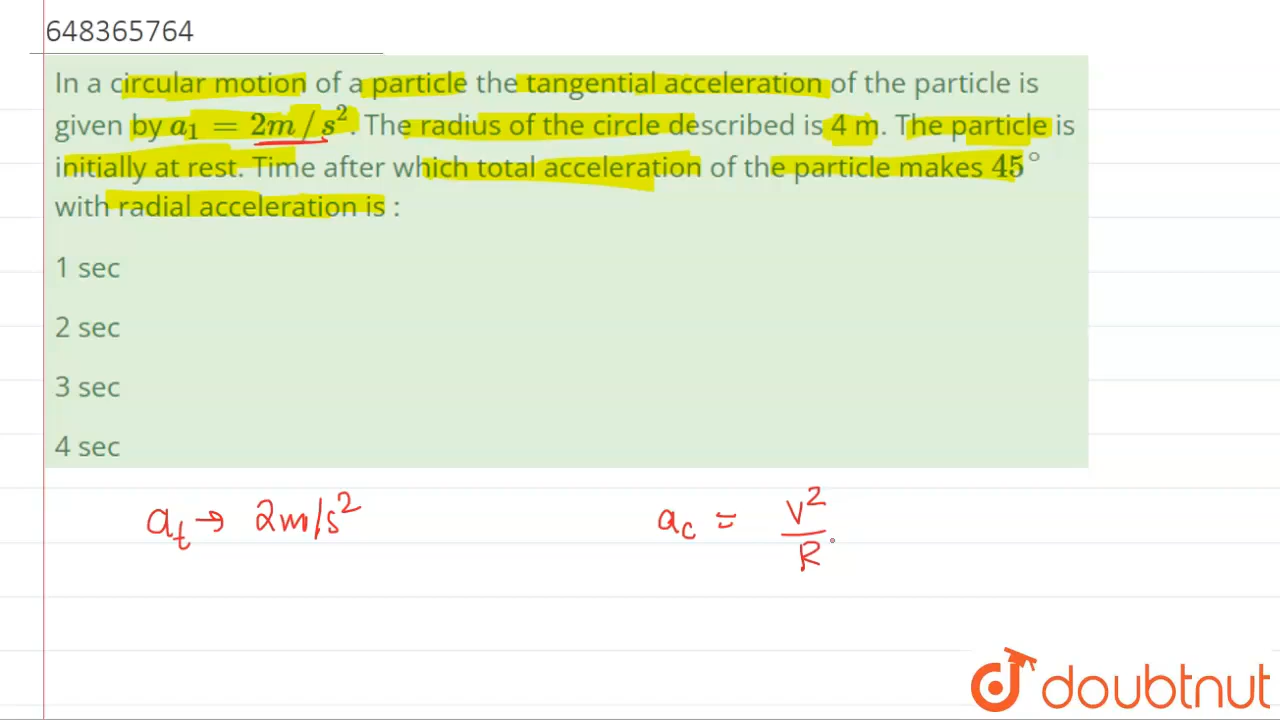 648365764
In a circular motion of a particle the tangential acceleration of the particle is
given by a₁ = 2m/s². The radius of the circle described is 4 m. The particle is
initially at rest. Time after which total acceleration of the particle makes 45°
with radial acceleration is :
1 sec
2 sec
3 sec
4 sec
aₜ → 2m/s² a_c = V²/R
doubtnut